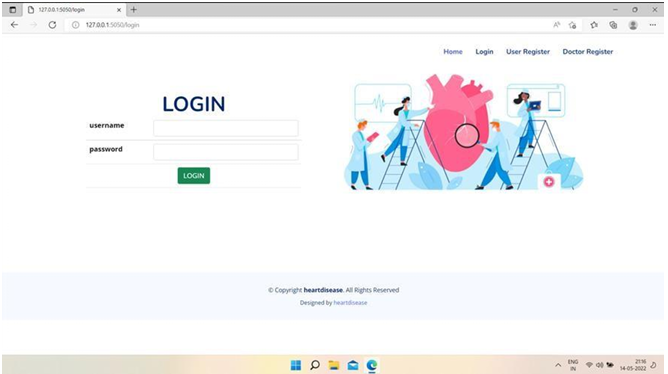 127.0.0.1:5050/login
127.0.0.1:5050/login
Home Login User Register Doctor Register
LOGIN
username
password
LOGIN
© Copyright heartdisease. All Rights Reserved
Designed by heartdisease
ENG
IN
21:16
14-05-2022